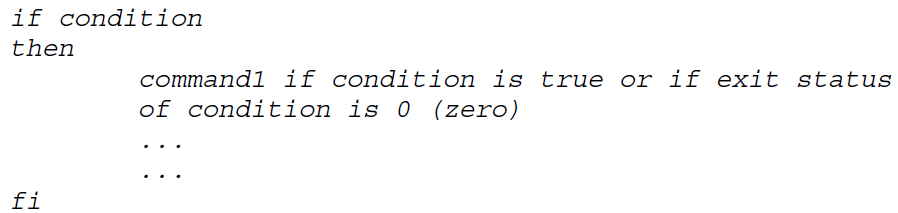 if condition
then
command1 if condition is true or if exit status
of condition is 0 (zero)
...
...
fi